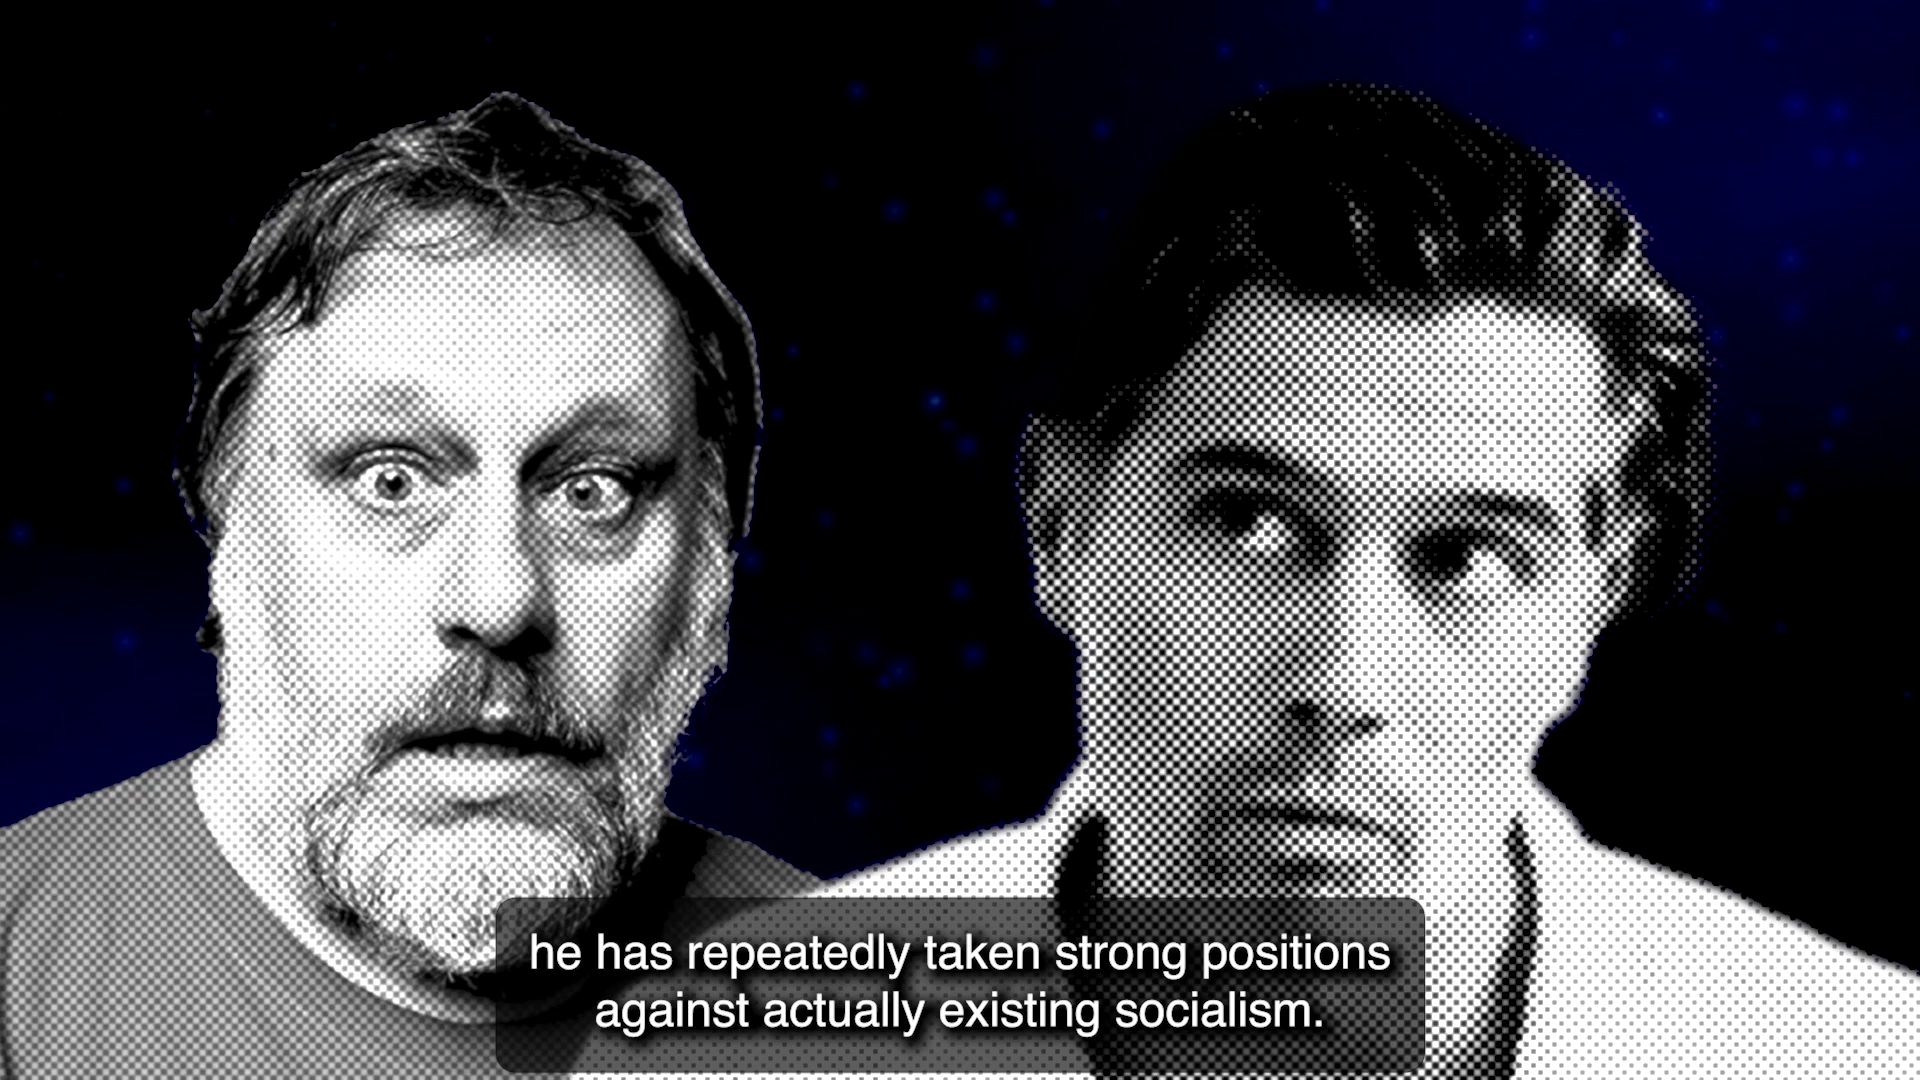 he has repeatedly taken strong positions
against actually existing socialism.